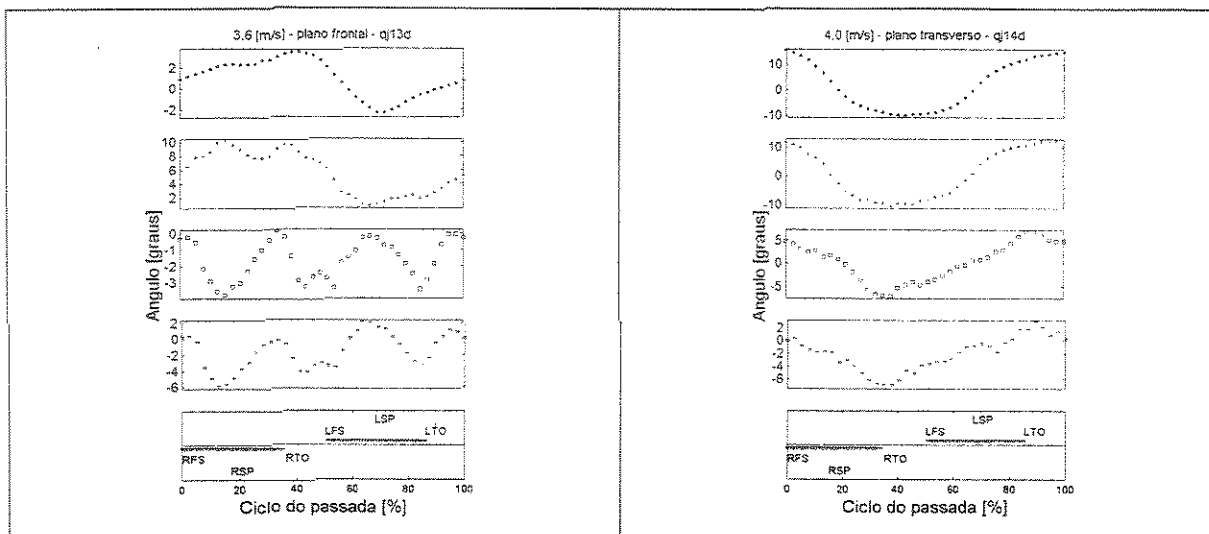 3.6 [m/s] - plano frontal - qj13d
2
0
-2
10
8
6
4
2
0
-1
-2
-3
2
0
-2
-4
-6
Angulo [graus]
LSP
LFS
LTO
RFS
RTO
RSP
0
20
40
60
80
100
Ciclo do passada [%]
4.0 [m/s] - plano transverso - qj14d
10
0
-10
10
0
-10
5
0
-5
2
0
-2
-4
-6
Angulo [graus]
LSP
LFS
LTO
RFS
RTO
RSP
0
20
40
60
80
100
Ciclo do passada [%]